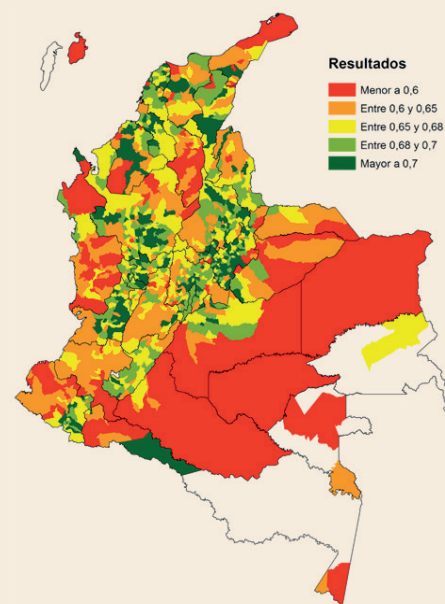 Resultados
Menor a 0,6
Entre 0,6 y 0,65
Entre 0,65 y 0,68
Entre 0,68 y 0,7
Mayor a 0,7